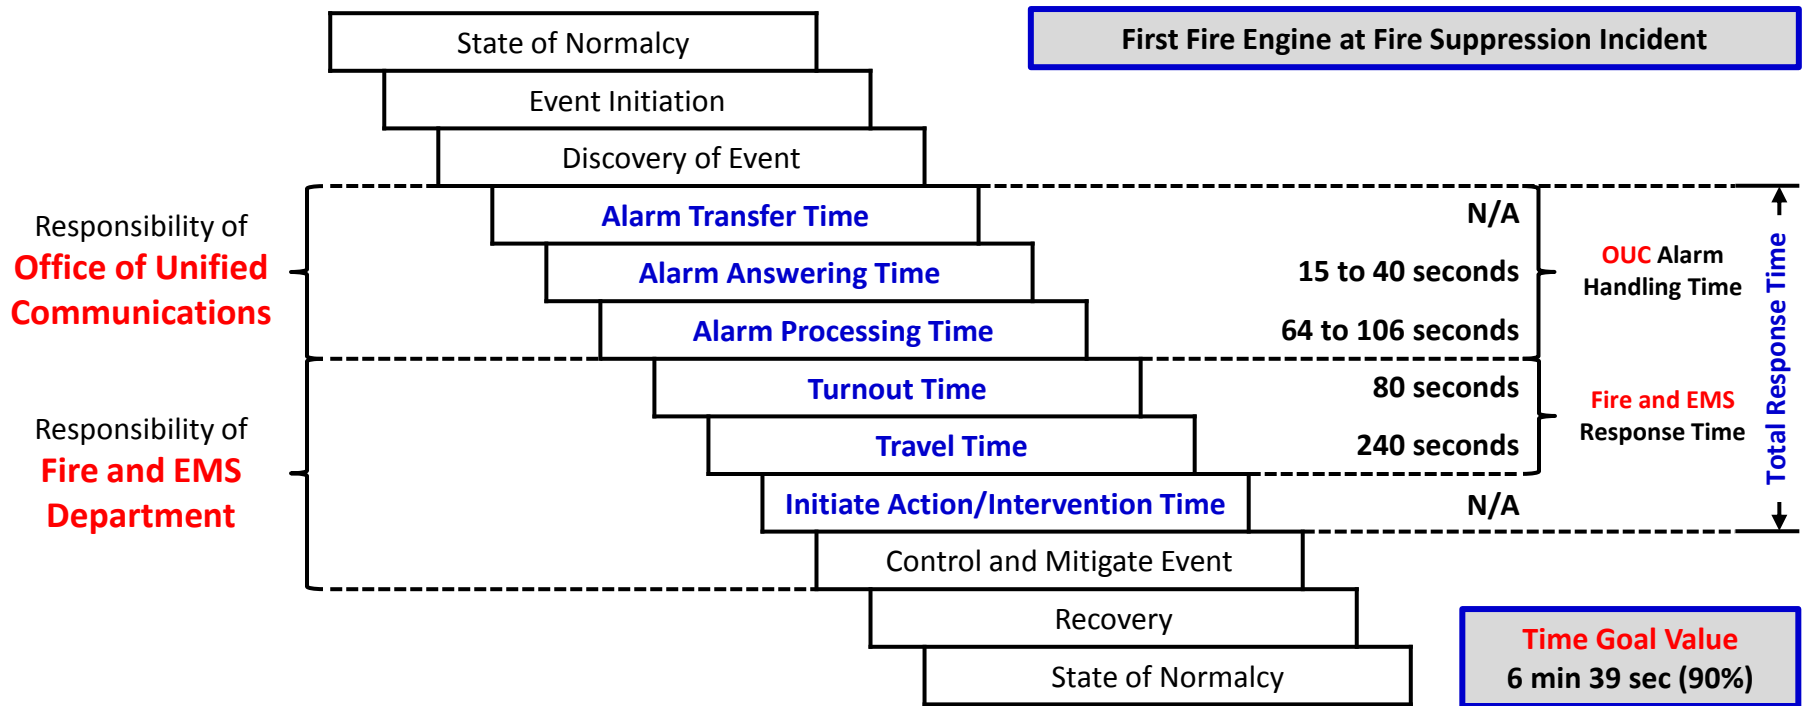 State of Normalcy
First Fire Engine at Fire Suppression Incident
Event Initiation
Discovery of Event
Responsibility of
Office of Unified
Communications
Alarm Transfer Time
N/A
Alarm Answering Time
15 to 40 seconds
Alarm Processing Time
64 to 106 seconds
OUC Alarm
Handling Time
Total Response Time
Responsibility of
Fire and EMS
Department
Turnout Time
80 seconds
Travel Time
240 seconds
Fire and EMS
Response Time
Initiate Action/Intervention Time
N/A
Control and Mitigate Event
Recovery
State of Normalcy
Time Goal Value
6 min 39 sec (90%)